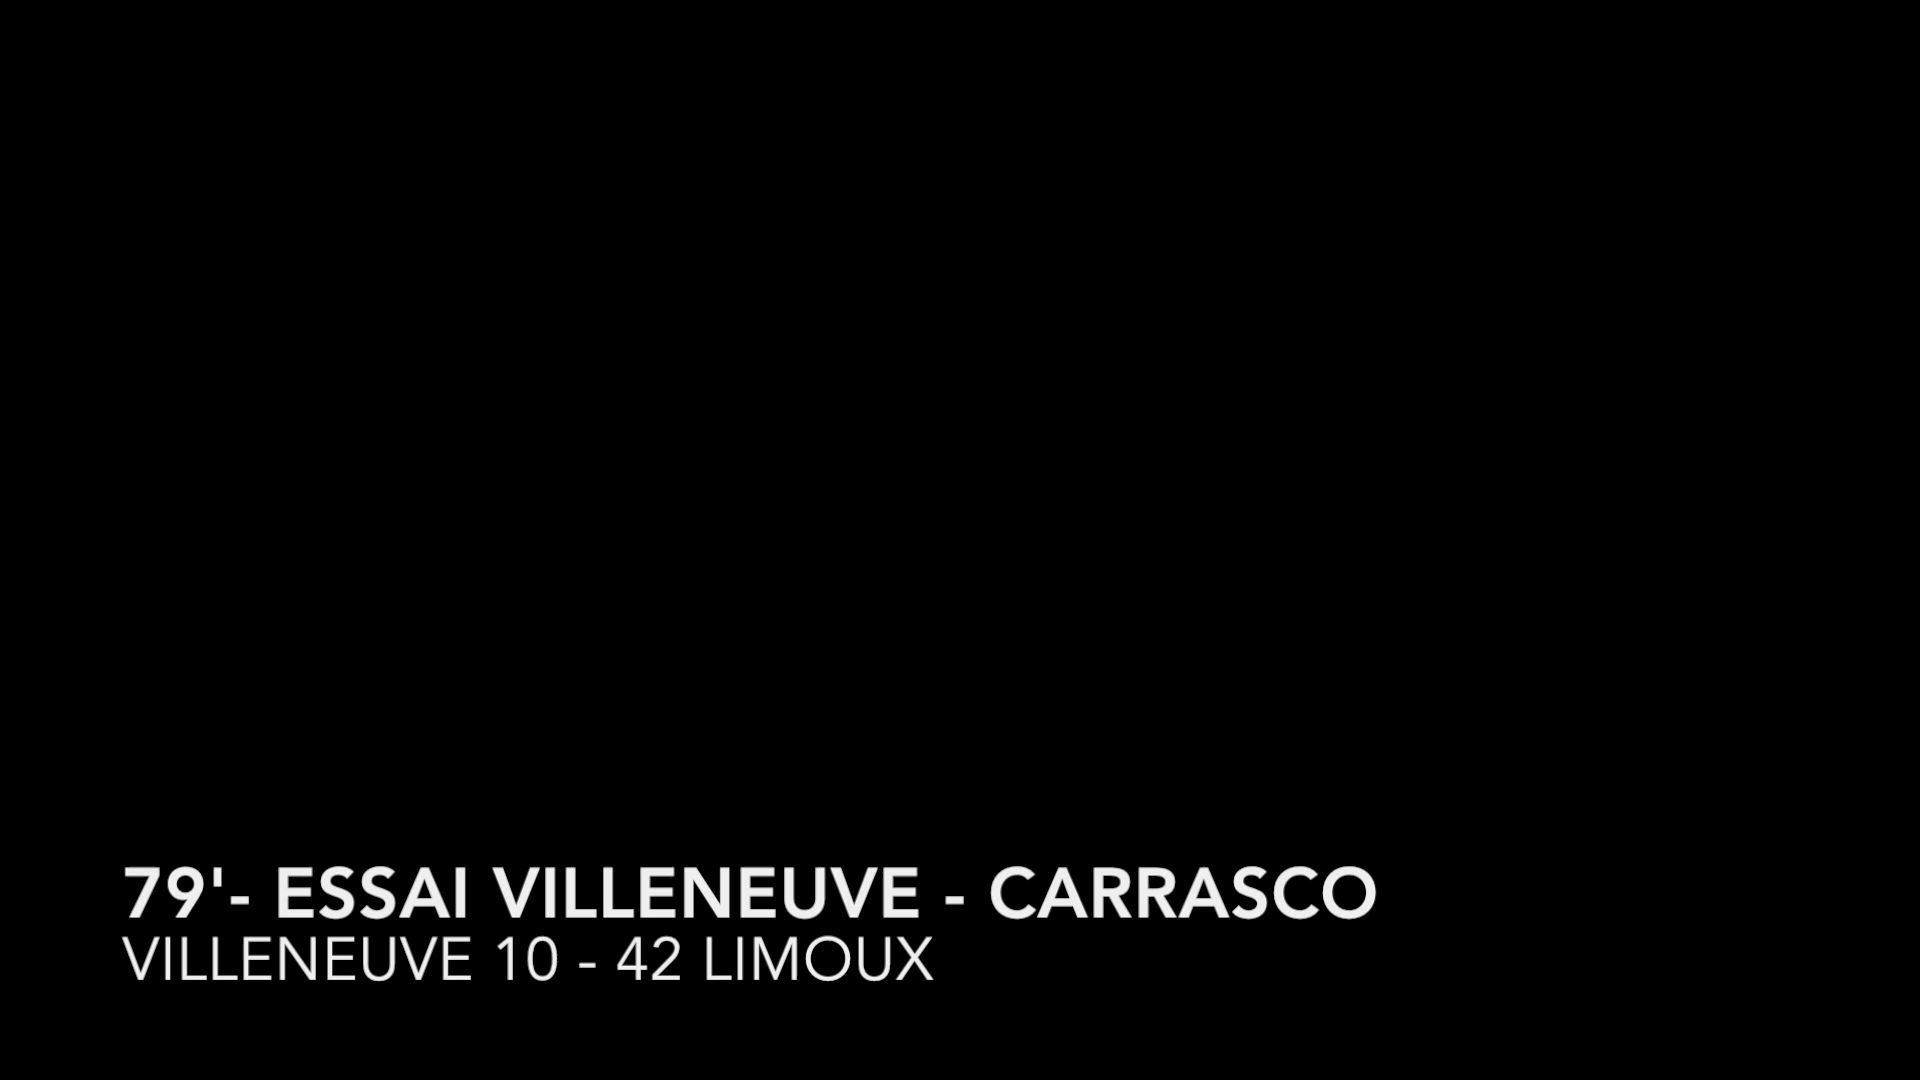 79'- ESSAI VILLENEUVE - CARRASCO
VILLENEUVE 10 - 42 LIMOUX